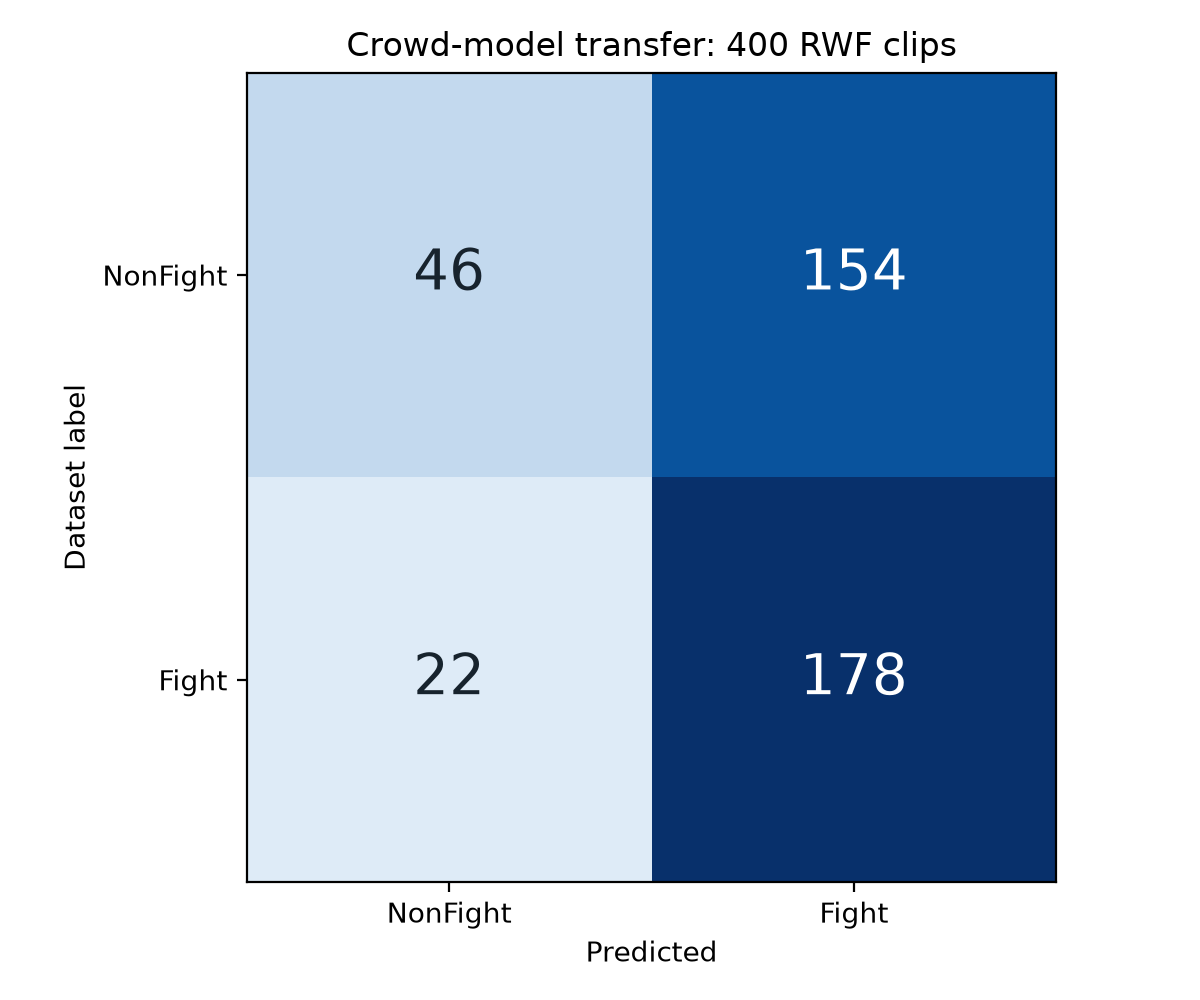 Crowd-model transfer: 400 RWF clips
NonFight
46
154
Dataset label
Fight
22
178
NonFight
Fight
Predicted